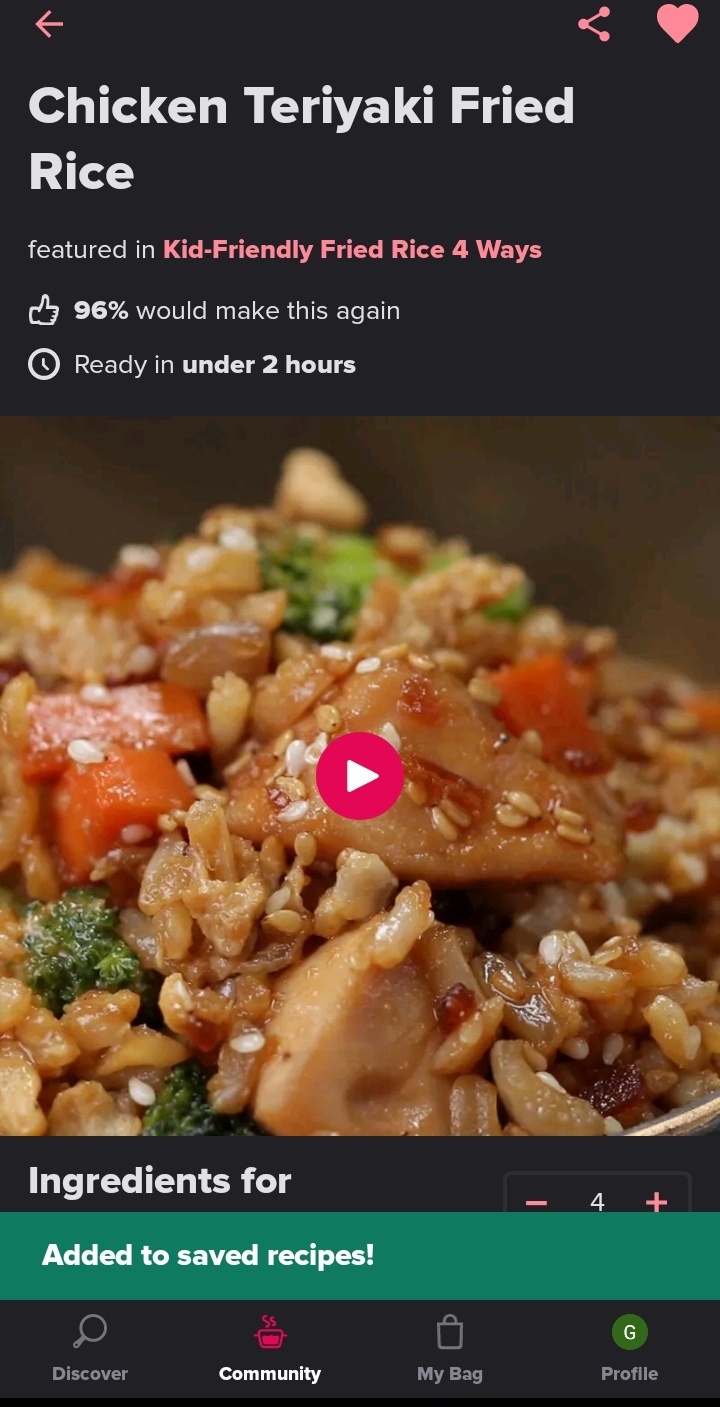 Chicken Teriyaki Fried
Rice
featured in Kid-Friendly Fried Rice 4 Ways
96% would make this again
Ready in under 2 hours
Ingredients for
4
Added to saved recipes!
Discover
Community
My Bag
G
Profile